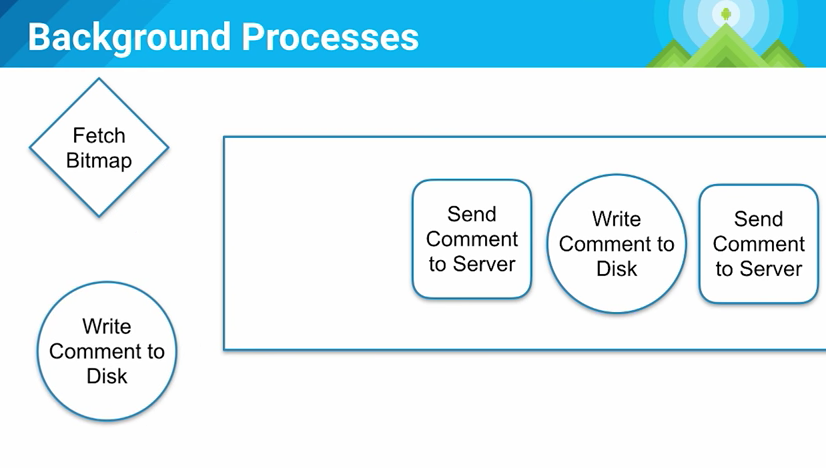 Background Processes
Fetch
Bitmap
Send
Comment
to Server
Write
Comment to
Disk
Send
Comment
to Server
Write
Comment to
Disk